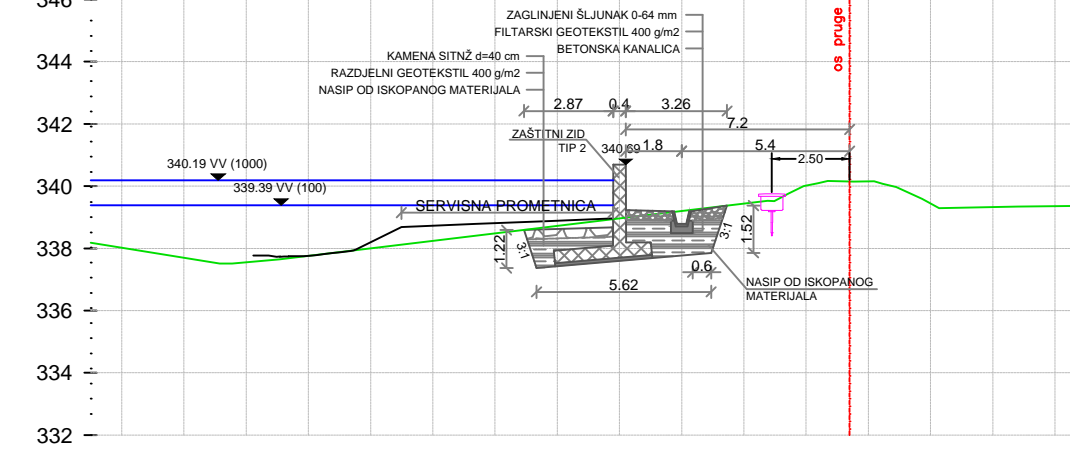 346
ZAGLINJENI ŠLJUNAK 0-64 mm
FILTARSKI GEOTEKSTIL 400 g/m2
BETONSKA KANALICA
os pruge
344
KAMENA SITNŽ d=40 cm
RAZDJELNI GEOTEKSTIL 400 g/m2
NASIP OD ISKOPANOG MATERIJALA
2.87
0.4
3.26
342
7.2
ZAŠTITNI ZID
TIP 2
340.69
1.8
5.4
2.50
340.19 VV (1000)
340
339.39 VV (100)
SERVISNA PROMETNICA
338
1.22
3:1
3:1
1.52
0.6
5.62
NASIP OD ISKOPANOG
MATERIJALA
336
334
332